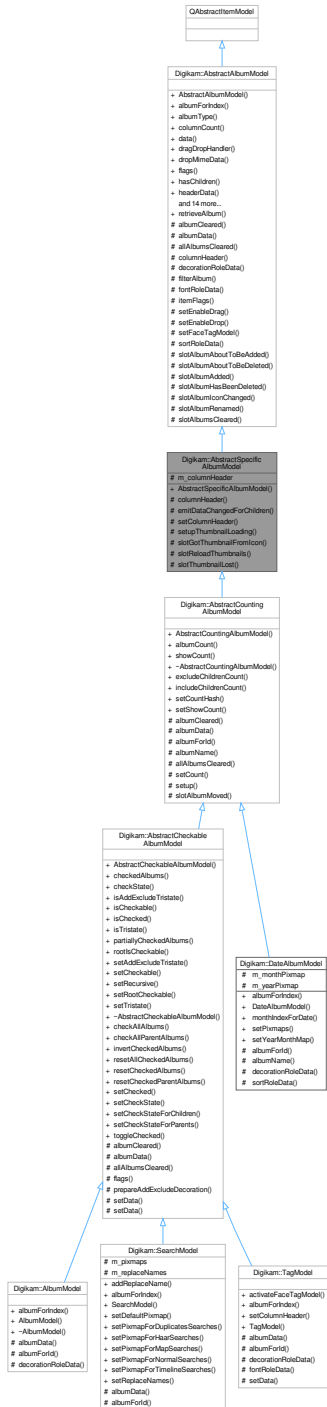 QAbstractItemModel
Digikam::AbstractAlbumModel
+ AbstractAlbumModel()
+ albumForIndex()
+ albumType()
+ columnCount()
+ data()
+ dragDropHandler()
+ dropMimeData()
+ flags()
+ hasChildren()
+ headerData()
and 14 more...
+ retrieveAlbum()
# albumCleared()
# albumData()
# allAlbumsCleared()
# columnHeader()
# decorationRoleData()
# filterAlbum()
# fontRoleData()
# itemFlags()
# setEnableDrag()
# setEnableDrop()
# setFaceTagModel()
# sortRoleData()
# slotAlbumAboutToBeAdded()
# slotAlbumAboutToBeDeleted()
# slotAlbumAdded()
# slotAlbumHasBeenDeleted()
# slotAlbumIconChanged()
# slotAlbumRenamed()
# slotAlbumsCleared()
Digikam::AbstractSpecific
AlbumModel
# m_columnHeader
+ AbstractSpecificAlbumModel()
# columnHeader()
# emitDataChangedForChildren()
# setColumnHeader()
# setupThumbnailLoading()
# slotGotThumbnailFromIcon()
# slotReloadThumbnails()
# slotThumbnailLost()
Digikam::AbstractCounting
AlbumModel
+ AbstractCountingAlbumModel()
+ albumCount()
+ showCount()
+ ~AbstractCountingAlbumModel()
+ excludeChildrenCount()
+ includeChildrenCount()
+ setCountHash()
+ setShowCount()
# albumCleared()
# albumData()
# albumForId()
# albumName()
# allAlbumsCleared()
# setCount()
# setup()
# slotAlbumMoved()
Digikam::AbstractCheckable
AlbumModel
+ AbstractCheckableAlbumModel()
+ checkedAlbums()
+ checkState()
+ isAddExcludeTristate()
+ isCheckable()
+ isChecked()
+ isTristate()
+ partiallyCheckedAlbums()
+ rootIsCheckable()
+ setAddExcludeTristate()
+ setCheckable()
+ setRecursive()
+ setRootCheckable()
+ setTristate()
+ ~AbstractCheckableAlbumModel()
+ checkAllAlbums()
+ checkAllParentAlbums()
+ invertCheckedAlbums()
+ resetAllCheckedAlbums()
+ resetCheckedAlbums()
+ resetCheckedParentAlbums()
+ setChecked()
+ setCheckState()
+ setCheckStateForChildren()
+ setCheckStateForParents()
+ toggleChecked()
# albumCleared()
# albumData()
# allAlbumsCleared()
# flags()
# prepareAddExcludeDecoration()
# setData()
# setData()
Digikam::DateAlbumModel
# m_monthPixmap
# m_yearPixmap
+ albumForIndex()
+ DateAlbumModel()
+ monthIndexForDate()
+ setPixmaps()
+ setYearMonthMap()
# albumForId()
# albumName()
# decorationRoleData()
# sortRoleData()
Digikam::AlbumModel
+ albumForIndex()
+ AlbumModel()
+ ~AlbumModel()
# albumData()
# albumForId()
# decorationRoleData()
Digikam::SearchModel
# m_pixmaps
# m_replaceNames
+ addReplaceName()
+ albumForIndex()
+ SearchModel()
+ setDefaultPixmap()
+ setPixmapForDuplicatesSearches()
+ setPixmapForHaarSearches()
+ setPixmapForMapSearches()
+ setPixmapForNormalSearches()
+ setPixmapForTimelineSearches()
+ setReplaceNames()
# albumData()
# albumForId()
Digikam::TagModel
+ activateFaceTagModel()
+ albumForIndex()
+ setColumnHeader()
+ TagModel()
# albumData()
# albumForId()
# decorationRoleData()
# fontRoleData()
# setData()